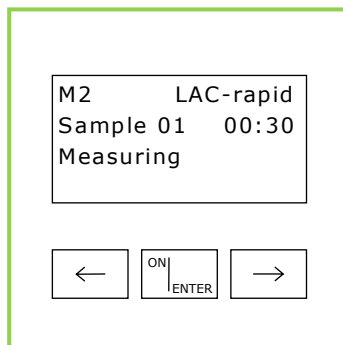 M2 LAC-rapid
Sample 01 00:30
Measuring
← ON ENTER →